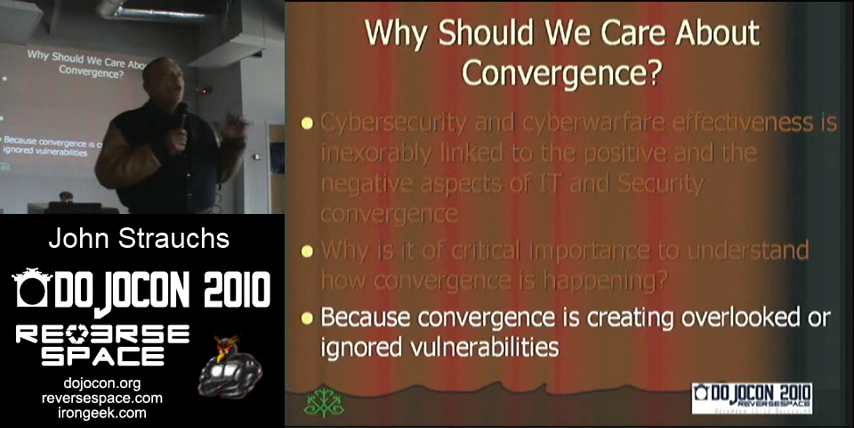 Why Should We Care Abou
Convergence?
Because convergence is c
ignored vulnerabilities
John Strauchs
DOJOCON 2010
REVERSE
SPACE
dojocon.org
reversespace.com
irongeek.com
Why Should We Care About
Convergence?
Cybersecurity and cyberwarfare effectiveness is
inexorably linked to the positive and the
negative aspects of IT and Security
convergence
Why is it of critical importance to understand
how convergence is happening?
Because convergence is creating overlooked or
ignored vulnerabilities
DOJOCON 2010
REVERSESPACE